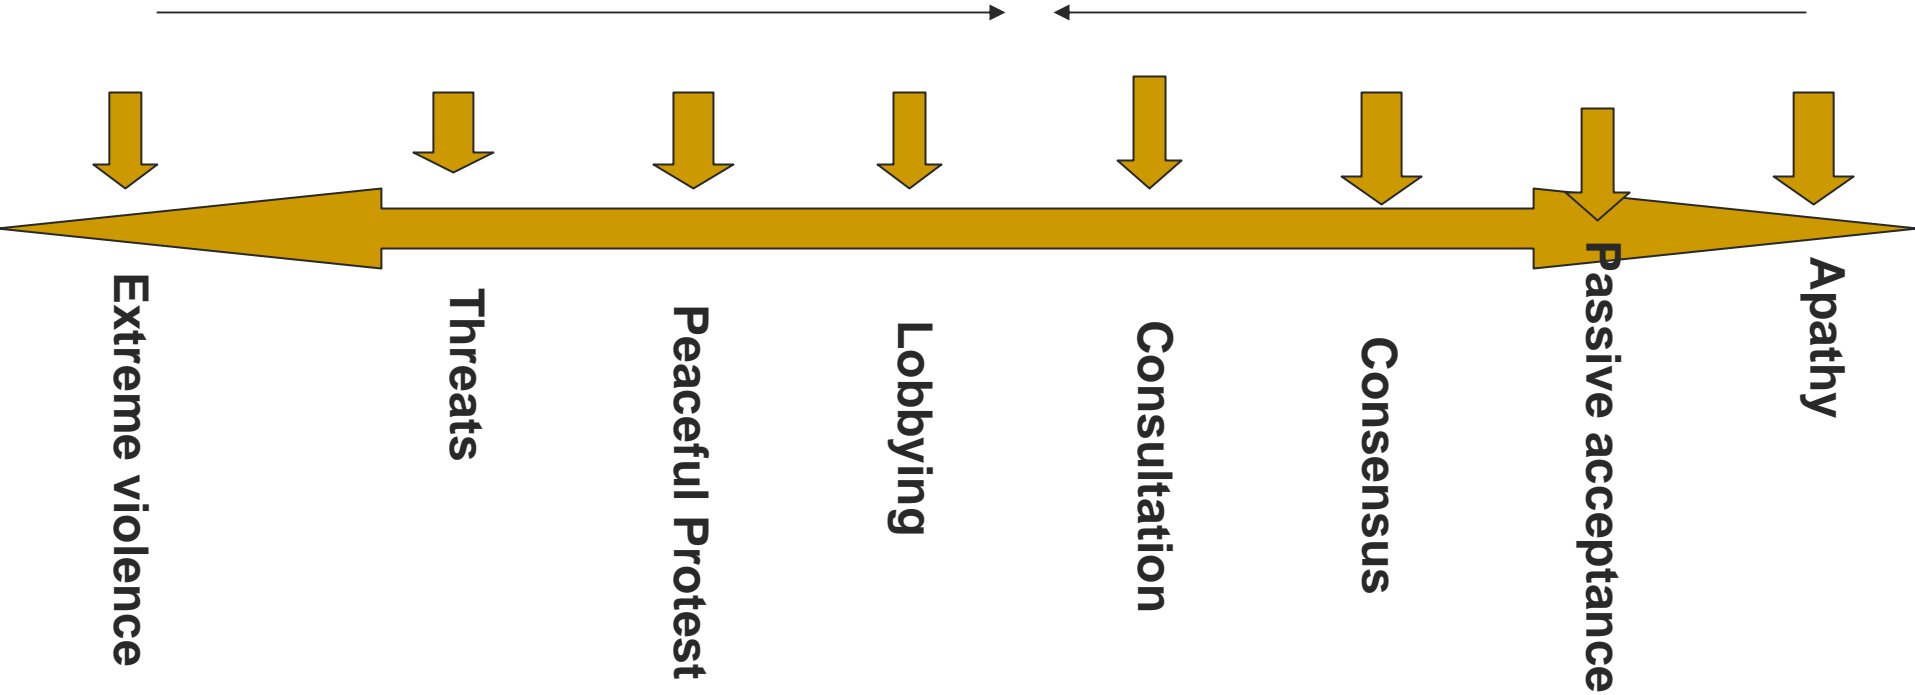 Extreme violence
Threats
Peaceful Protest
Lobbying
Consultation
Consensus
Passive acceptance
Apathy